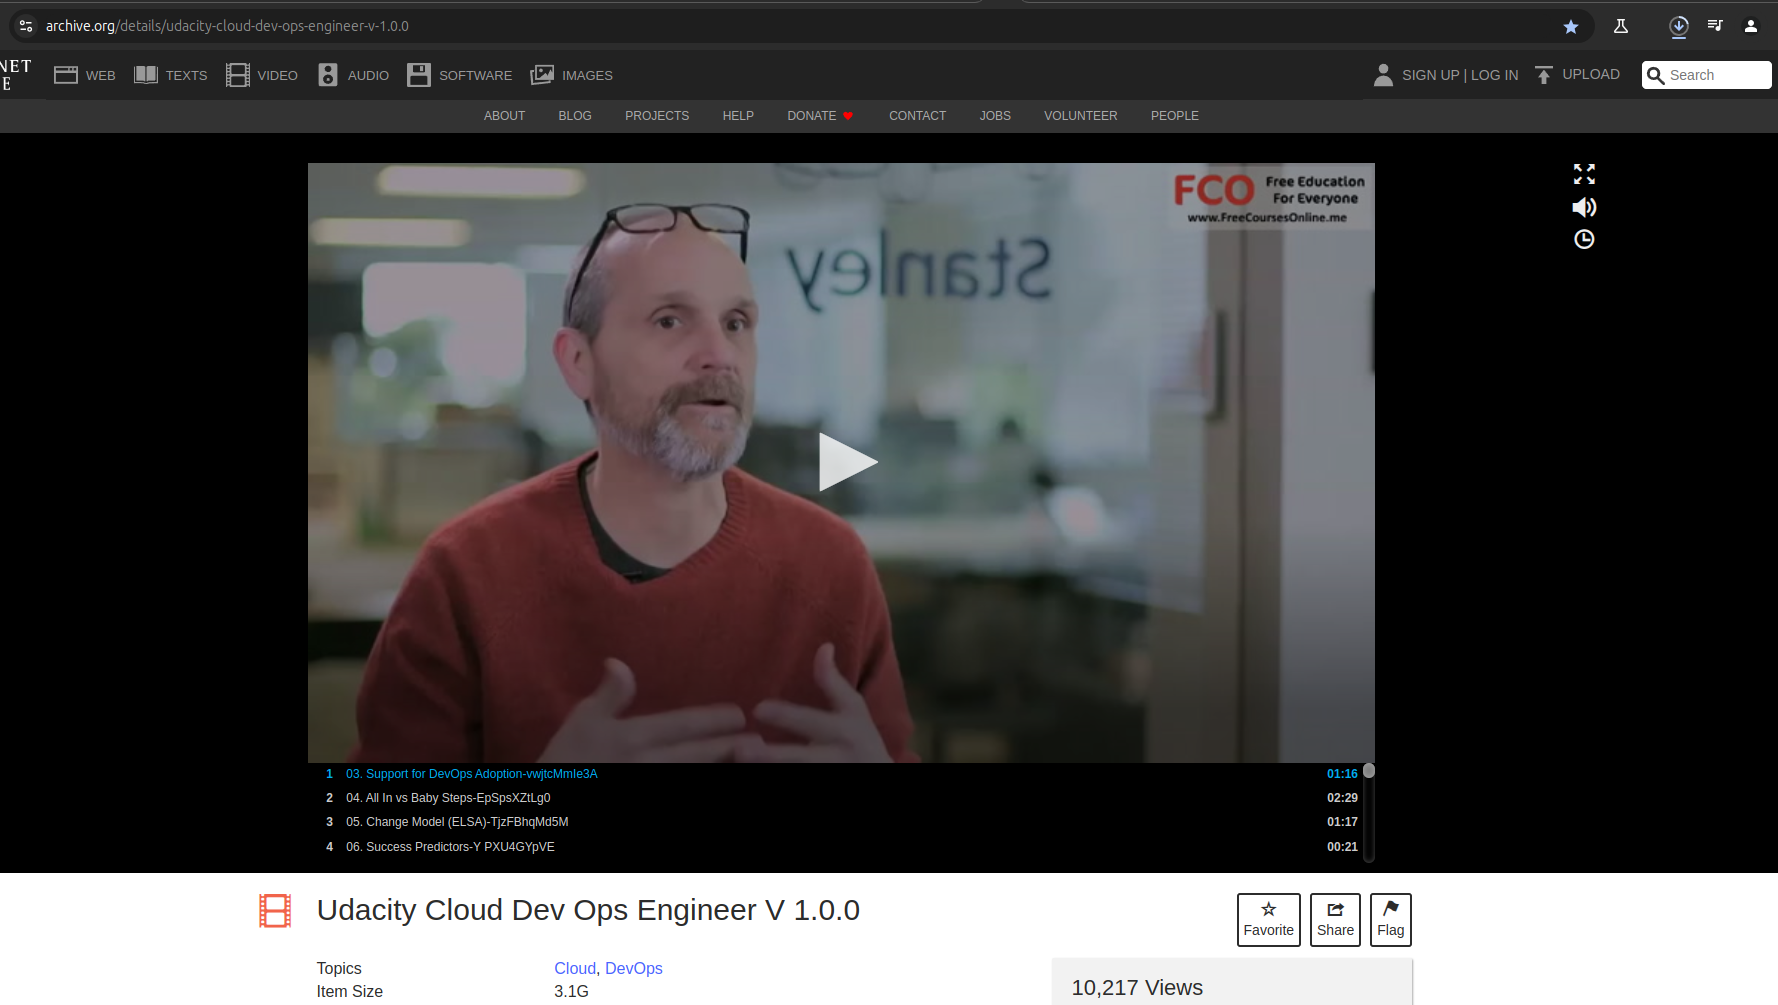 archive.org/details/udacity-cloud-dev-ops-engineer-v-1.0.0
NET
E
WEB TEXTS VIDEO AUDIO SOFTWARE IMAGES SIGN UP | LOG IN UPLOAD Search
ABOUT BLOG PROJECTS HELP DONATE CONTACT JOBS VOLUNTEER PEOPLE
FCO Free Education
For Everyone
www.FreeCoursesOnline.me
Stanley
1 03. Support for DevOps Adoption-vwjtcMmIe3A 01:16
2 04. All In vs Baby Steps-EpSpsXZtLg0 02:29
3 05. Change Model (ELSA)-TjzFBhqMd5M 01:17
4 06. Success Predictors-Y PXU4GYpVE 00:21
Udacity Cloud Dev Ops Engineer V 1.0.0
Favorite Share Flag
Topics Cloud, DevOps
Item Size 3.1G
10,217 Views